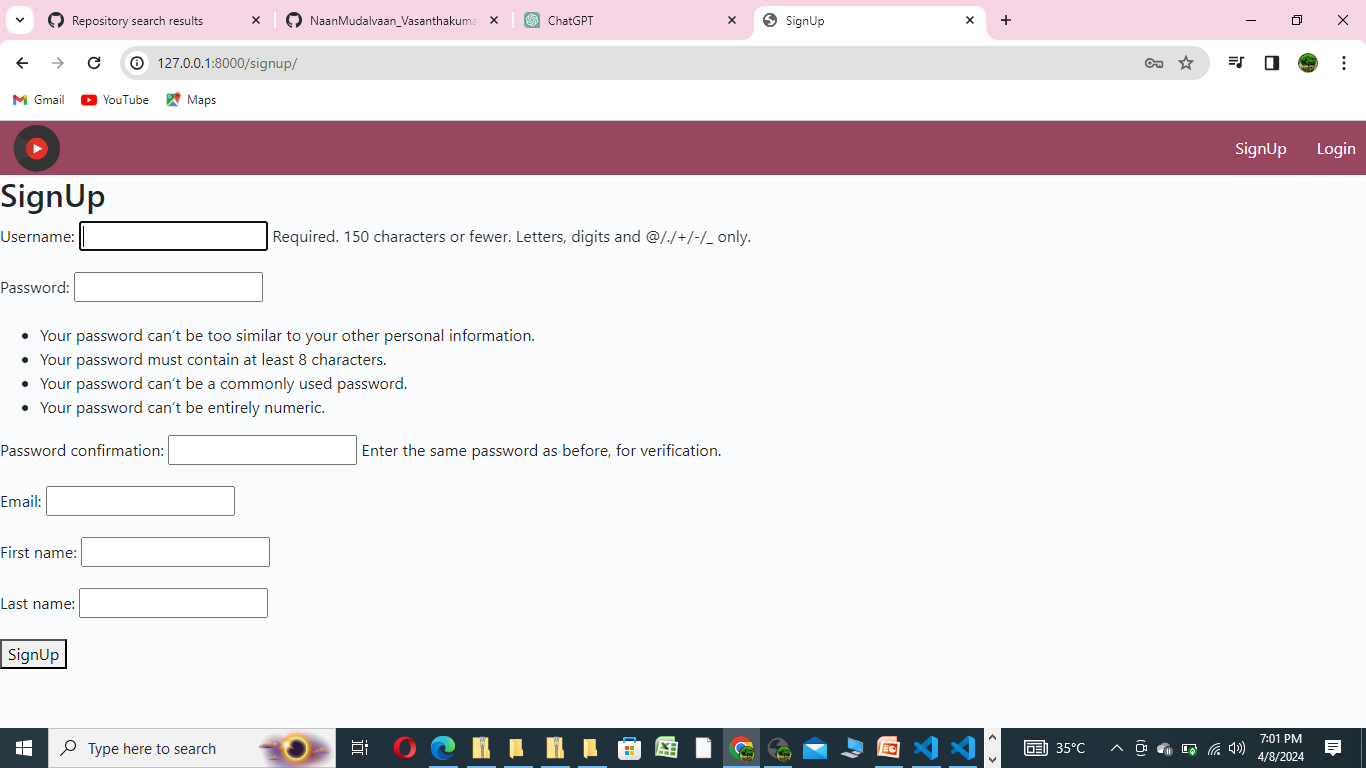 Repository search results
NaanMudalvaan_Vasanthakuma
ChatGPT
SignUp
127.0.0.1:8000/signup/
Gmail
YouTube
Maps
SignUp
Login
SignUp
Username: Required. 150 characters or fewer. Letters, digits and @/./+/-/_ only.
Password:
Your password can’t be too similar to your other personal information.
Your password must contain at least 8 characters.
Your password can’t be a commonly used password.
Your password can’t be entirely numeric.
Password confirmation: Enter the same password as before, for verification.
Email:
First name:
Last name:
SignUp
Type here to search
35°C
7:01 PM
4/8/2024